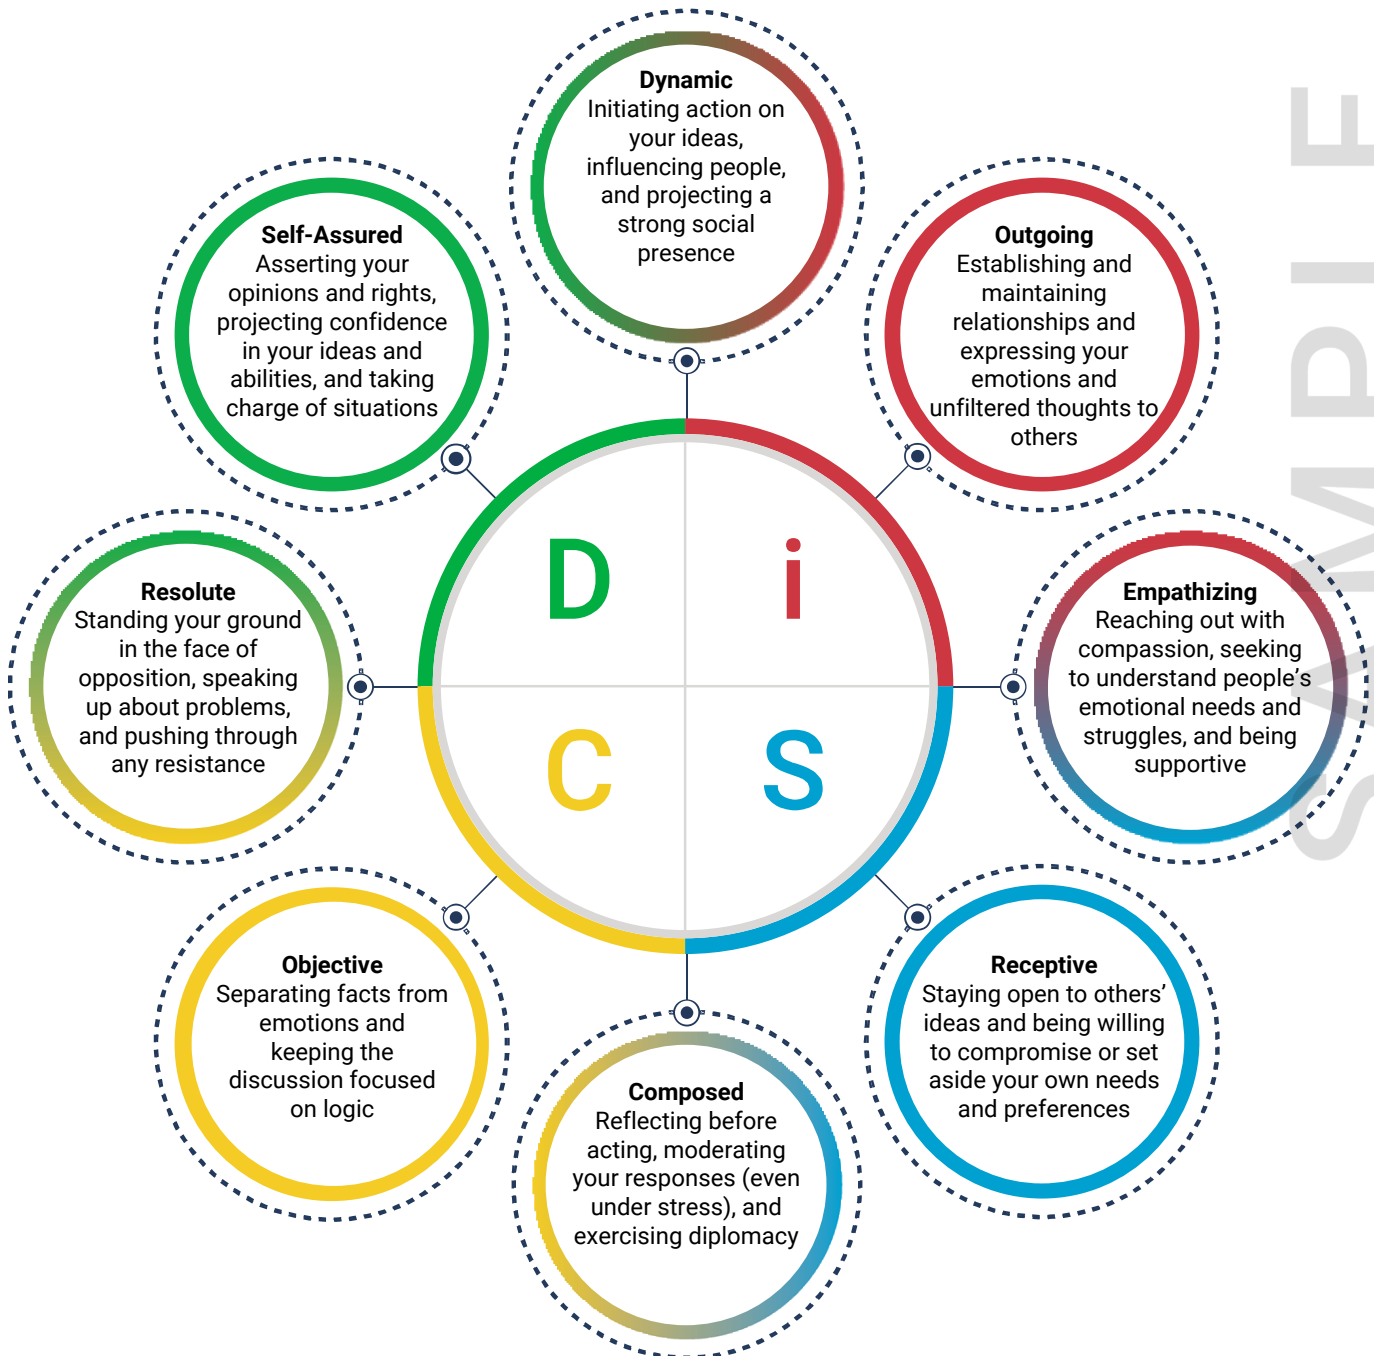 Dynamic
Initiating action on
your ideas,
influencing people,
and projecting a
strong social
presence
Self-Assured
Asserting your
opinions and rights,
projecting confidence
in your ideas and
abilities, and taking
charge of situations
Outgoing
Establishing and
maintaining
relationships and
expressing your
emotions and
unfiltered thoughts to
others
Resolute
Standing your ground
in the face of
opposition, speaking
up about problems,
and pushing through
any resistance
D
i
C
S
Empathizing
Reaching out with
compassion, seeking
to understand people’s
emotional needs and
struggles, and being
supportive
Objective
Separating facts from
emotions and
keeping the
discussion focused
on logic
Composed
Reflecting before
acting, moderating
your responses (even
under stress), and
exercising diplomacy
Receptive
Staying open to others’
ideas and being willing
to compromise or set
aside your own needs
and preferences
SAMPLE